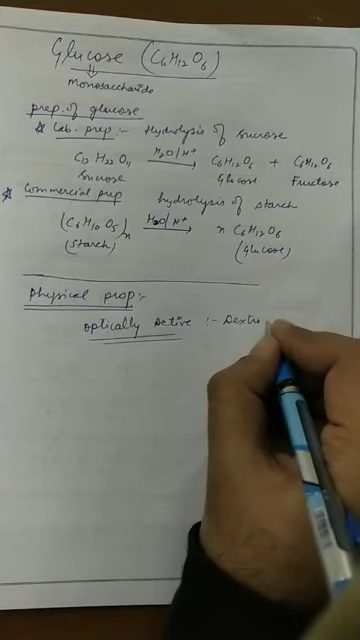 Glucose (C6H12O6)
monosaccharide
prep. of glucose
Lab. prep :- Hydrolysis of sucrose
C12 H22 O11 H2O/H+ C6H12O6 + C6H12O6
Sucrose Glucose Fructose
Commercial prep hydrolysis of starch
(C6H10O5)n H2O/H+ n C6H12O6
(Starch) (Glucose)
Physical prop:-
optically Active :- Dextro